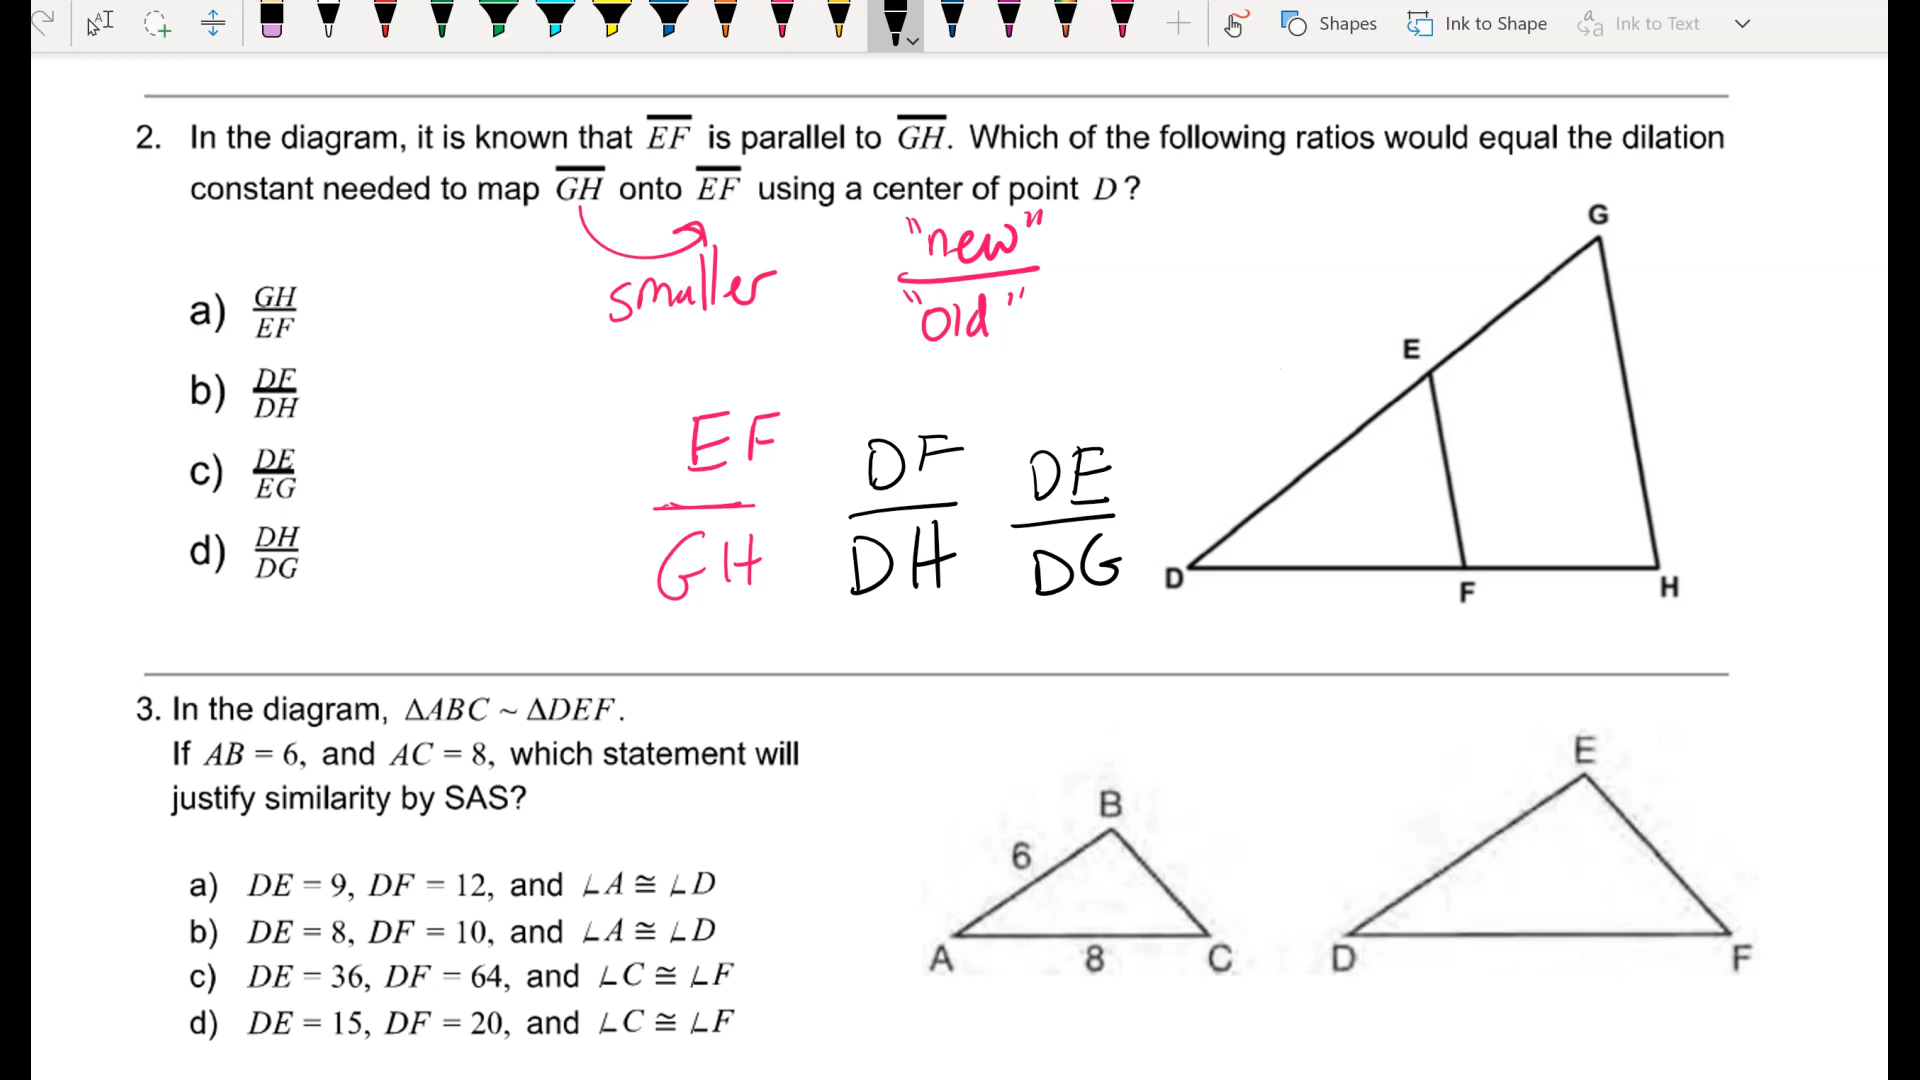 Shapes Ink to Shape Ink to Text
2. In the diagram, it is known that EF is parallel to GH. Which of the following ratios would equal the dilation
constant needed to map GH onto EF using a center of point D?
smaller
"new"
"old"
a) GH/EF
b) DF/DH
c) DE/EG
d) DH/DG
EF/GH DF/DH DE/DG
G
E
D
F
H
3. In the diagram, ΔABC ~ ΔDEF.
If AB = 6, and AC = 8, which statement will
justify similarity by SAS?
a) DE = 9, DF = 12, and ∠A ≅ ∠D
b) DE = 8, DF = 10, and ∠A ≅ ∠D
c) DE = 36, DF = 64, and ∠C ≅ ∠F
d) DE = 15, DF = 20, and ∠C ≅ ∠F
B
6
A
8
C
E
D
F